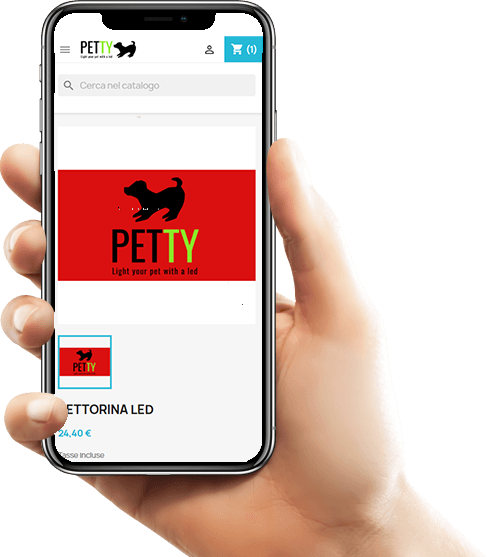 PETTY
Light your pet with a led
(1)
Cerca nel catalogo
PETTY
Light your pet with a led
PETTY
ETTORINA LED
24,40 €
Tasse incluse